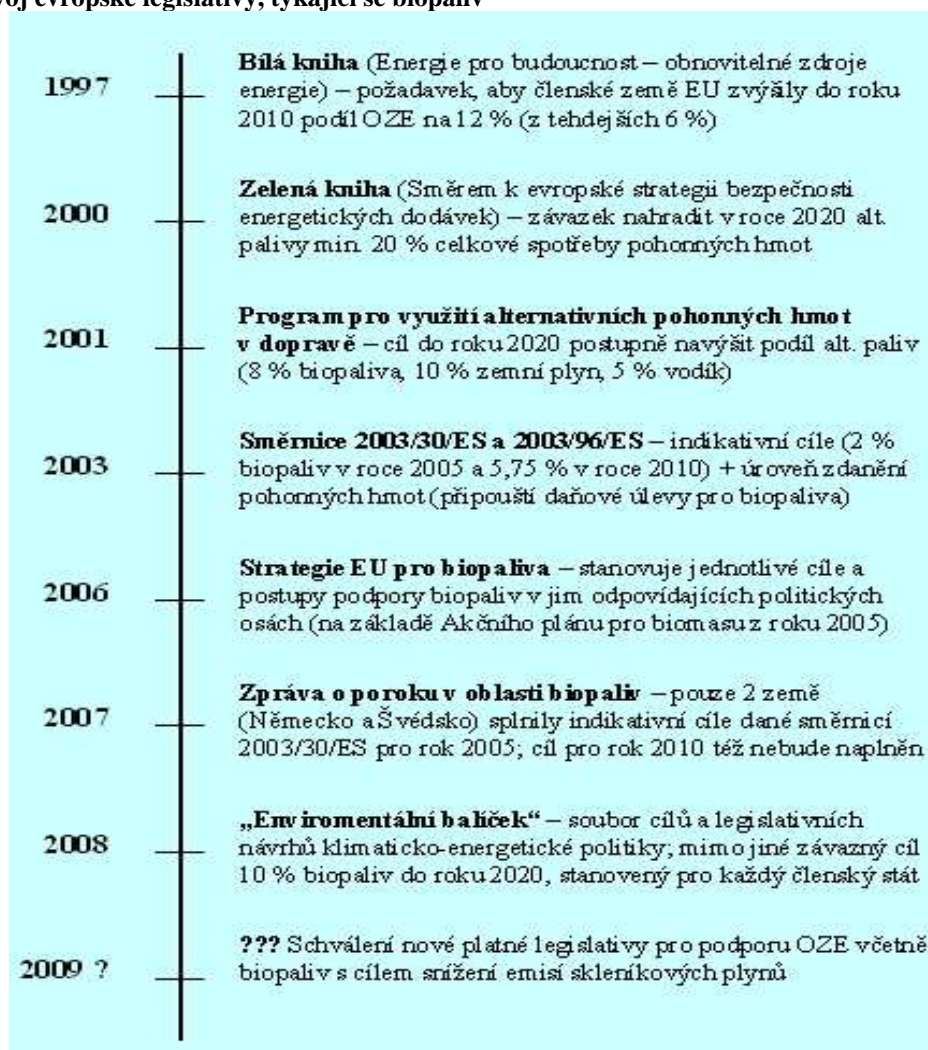 voj evropské legislativy, týkající se biopaliv
1997
Bílá kniha (Energie pro budoucnost – obnovitelné zdroje
energie) – požadavek, aby členské země EU zvýšly do roku
2010 podíl OZE na 12 % (z tehdejších 6 %)
2000
Zelená kniha (Směrem k evropské strategii bezpečnosti
energetických dodávek) – závazek nahradit v roce 2020 alt.
palivy min. 20 % celkové spotřeby pohonných hmot
2001
Program pro využití alternativních pohonných hmot
v dopravě – cíl do roku 2020 postupně navýšit podíl alt. paliv
(8 % biopaliva, 10 % zemní plyn, 5 % vodík)
2003
Směrnice 2003/30/ES a 2003/96/ES – indikativní cíle (2 %
biopaliv v roce 2005 a 5,75 % v roce 2010) + úroveň zdanění
pohonných hmot (připouští daňové úlevy pro biopaliva)
2006
Strategie EU pro biopaliva – stanovuje jednotlivé cíle a
postupy podpory biopaliv v jim odpovídajících politických
osách (na základě Akčního plánu pro biomasu z roku 2005)
2007
Zpráva o poroku v oblasti biopaliv – pouze 2 země
(Německo a Švédsko) splnily indikativní cíle dané směrnicí
2003/30/ES pro rok 2005; cíl pro rok 2010 též nebude naplněn
2008
„Enviromentální balíček“ – soubor cílů a legislativních
návrhů klimaticko-energetické politiky; mimo jiné závazný cíl
10 % biopaliv do roku 2020, stanovený pro každý členský stát
2009 ?
??? Schválení nové platné legislativy pro podporu OZE včetně
biopaliv s cílem snížení emisí skleníkových plynů